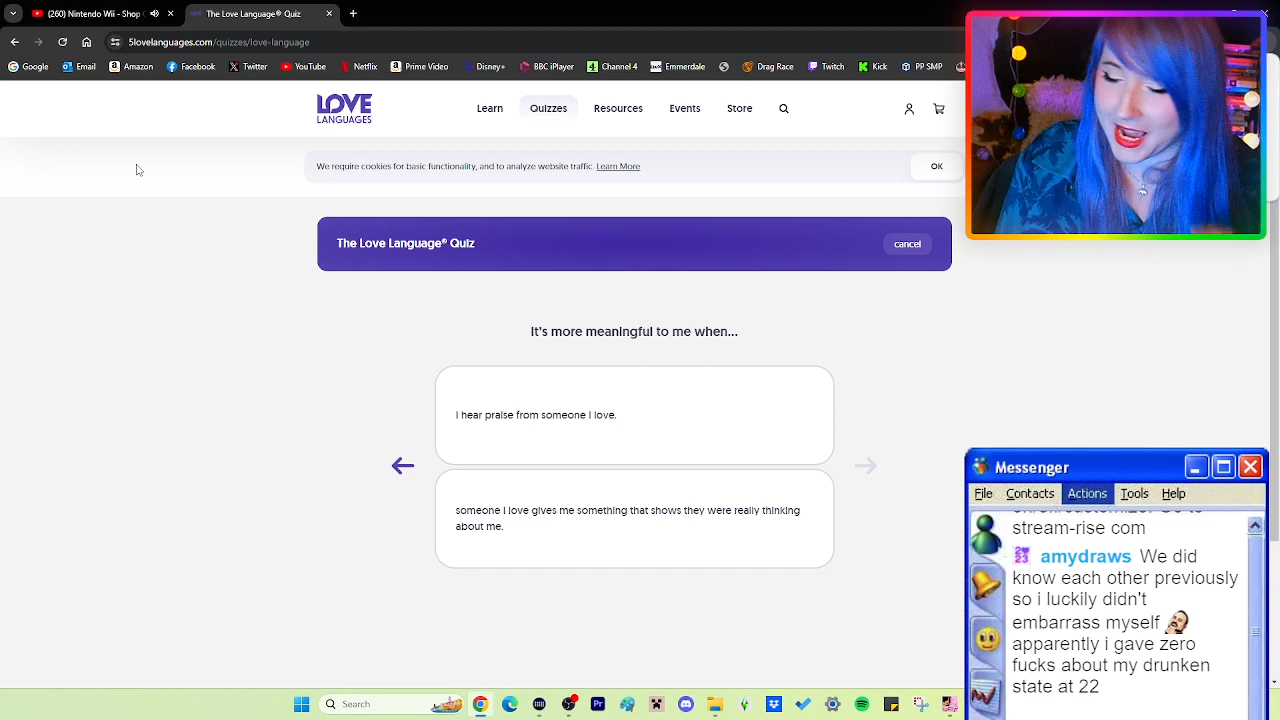 (260) Nintendo Wii - Shop
The Love Language® Quiz
5lovelanguages.com/quizzes/love-language
Google
Email
Amazon
Facebook
Twitter
YouTu
Netflix
Prime Video
Disney+
Channel 4
Emmerdale
Drag Race
Twitch
Kick
PP SMP
LOVE
LANGUAGES
Learn
Quizzes
Resources
Events
Store
We require cookies for basic functionality, and to analyze website traffic. Learn More
OK
The Love Language® Quiz
cancel
It's more meaningful to me when...
I hear praise from someone I love.
someone I love gives me something that shows they were really thinking
about me.
Messenger
File Contacts Actions Tools Help
stream-rise com
amydraws We did
know each other previously
so i luckily didn't
embarrass myself
apparently i gave zero
fucks about my drunken
state at 22
Search